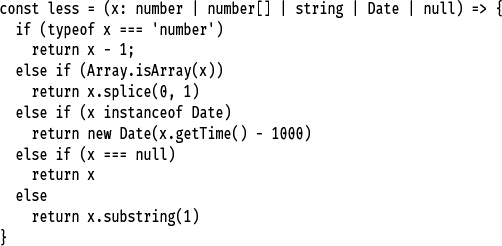 const less = (x: number | number[] | string | Date | null) => {
  if (typeof x === 'number')
    return x - 1;
  else if (Array.isArray(x))
    return x.splice(0, 1)
  else if (x instanceof Date)
    return new Date(x.getTime() - 1000)
  else if (x === null)
    return x
  else
    return x.substring(1)
}